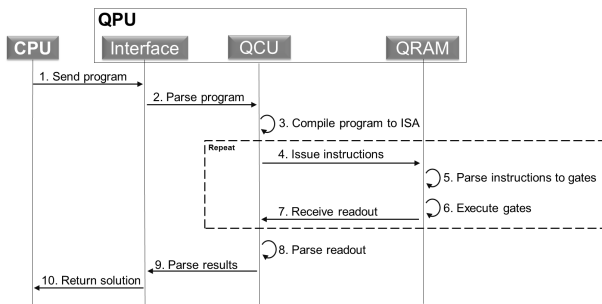 QPU
CPU
Interface
QCU
QRAM
1. Send program
2. Parse program
3. Compile program to ISA
Repeat
4. Issue instructions
5. Parse instructions to gates
6. Execute gates
7. Receive readout
8. Parse readout
9. Parse results
10. Return solution